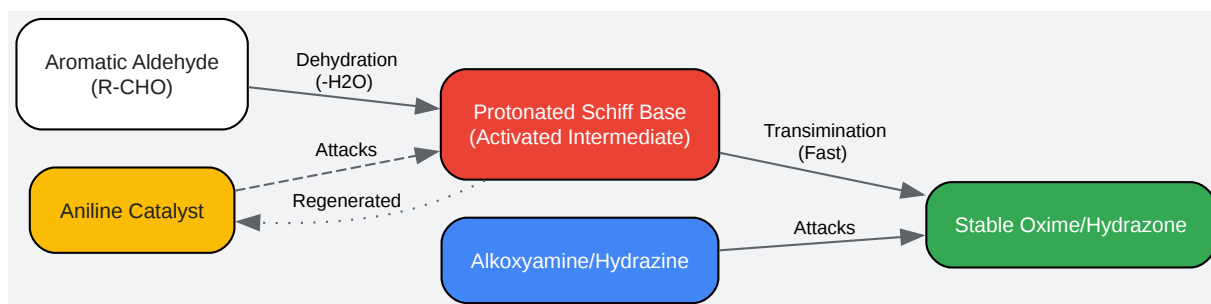 Aromatic Aldehyde
(R-CHO)
Dehydration
(-H2O)
Protonated Schiff Base
(Activated Intermediate)
Transimination
(Fast)
Attacks
Aniline Catalyst
Regenerated
Alkoxyamine/Hydrazine
Attacks
Stable Oxime/Hydrazone